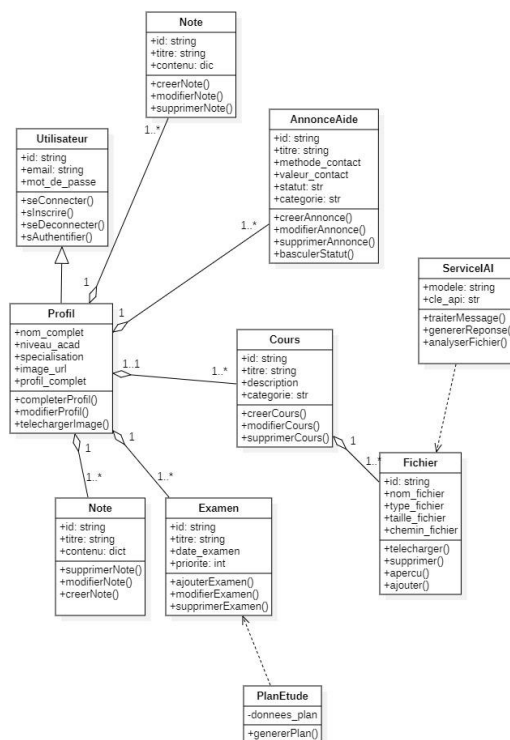 Note
+id: string
+titre: string
+contenu: dic
+creerNote()
+modifierNote()
+supprimerNote()
1..*
AnnonceAide
+id: string
+titre: string
+methode_contact
+valeur_contact
+statut: str
+categorie: str
+creerAnnonce()
+modifierAnnonce()
+supprimerAnnonce()
+basculerStatut()
1..*
Utilisateur
+id: string
+email: string
+mot_de_passe
+seConnecter()
+sInscrire()
+seDeconnecter()
+sAuthentifier()
ServiceIAI
+modele: string
+cle_api: str
+traiterMessage()
+genererReponse()
+analyserFichier()
1
1
Profil
+nom_complet
+niveau_acad
+specialisation
+image_url
+profil_complet
+completerProfil()
+modifierProfil()
+telechargerImage()
1..1
1..*
Cours
+id: string
+titre: string
+description
+categorie: str
+creerCours()
+modifierCours()
+supprimerCours()
1
1..*
Fichier
+id: string
+nom_fichier
+type_fichier
+taille_fichier
+chemin_fichier
+telecharger()
+supprimer()
+apercu()
+ajouter()
1
1
1..*
1..*
Note
+id: string
+titre: string
+contenu: dict
+supprimerNote()
+modifierNote()
+creerNote()
Examen
+id: string
+titre: string
+date_examen
+priorite: int
+ajouterExamen()
+modifierExamen()
+supprimerExamen()
PlanEtude
-donnees_plan
+genererPlan()